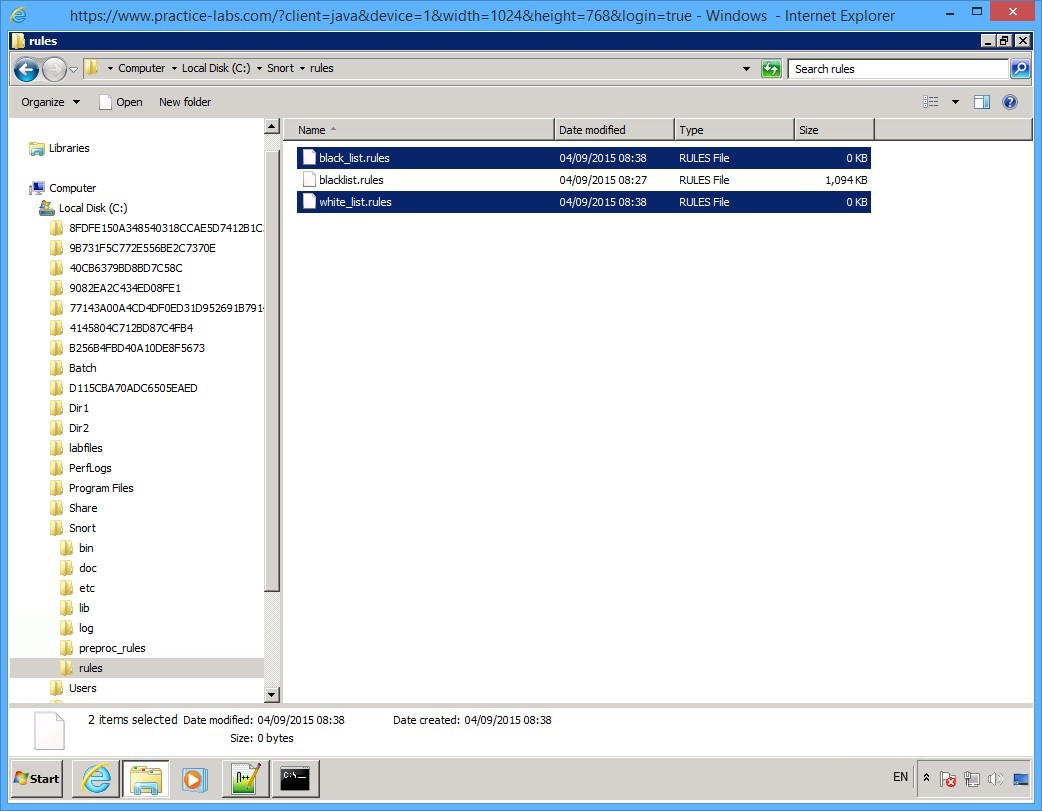 https://www.practice-labs.com/?client=java&device=1&width=1024&height=768&login=true - Windows - Internet Explorer
rules
Computer Local Disk (C:) Snort rules
Search rules
Organize Open New folder
Name Date modified Type Size
black_list.rules 04/09/2015 08:38 RULES File 0 KB
blacklist.rules 04/09/2015 08:27 RULES File 1,094 KB
white_list.rules 04/09/2015 08:38 RULES File 0 KB
Libraries
Computer
Local Disk (C:)
8FDFE150A348540318CCAE5D7412B1C
9B731F5C772E556BE2C7370E
40CB6379BD8BD7C58C
9082EA2C434ED08FE1
77143A00A4CD4DF0ED31D952691B791
4145804C712BD87C4FB4
B256B4FBD40A10DE8F5673
Batch
D115CBA70ADC6505EAED
Dir1
Dir2
labfiles
PerfLogs
Program Files
Share
Snort
bin
doc
etc
lib
log
preproc_rules
rules
Users
2 items selected Date modified: 04/09/2015 08:38 Date created: 04/09/2015 08:38
Size: 0 bytes
Start
C:\
EN